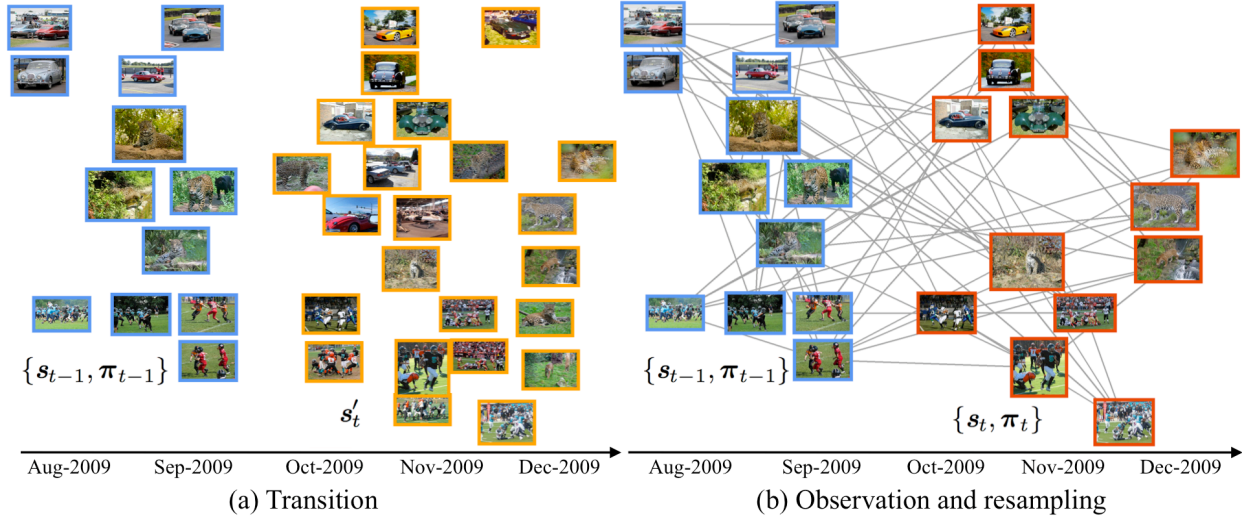 {s_{t−1}, π_{t−1}}
s′_t
Aug-2009 Sep-2009 Oct-2009 Nov-2009 Dec-2009
(a) Transition
{s_{t−1}, π_{t−1}}
{s_t, π_t}
Aug-2009 Sep-2009 Oct-2009 Nov-2009 Dec-2009
(b) Observation and resampling